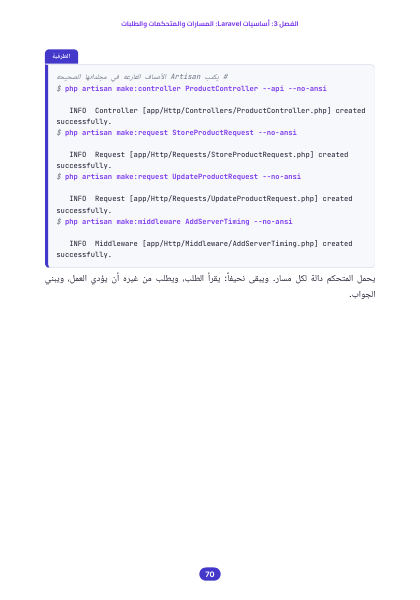 الفصل 3: أساسيات Laravel: المسارات والمتحكمات والطلبات
الطرفية
# يكتب Artisan الأصناف الفارغة في مجلداتها الصحيحة
$ php artisan make:controller ProductController --api --no-ansi
INFO  Controller [app/Http/Controllers/ProductController.php] created
successfully.
$ php artisan make:request StoreProductRequest --no-ansi
INFO  Request [app/Http/Requests/StoreProductRequest.php] created
successfully.
$ php artisan make:request UpdateProductRequest --no-ansi
INFO  Request [app/Http/Requests/UpdateProductRequest.php] created
successfully.
$ php artisan make:middleware AddServerTiming --no-ansi
INFO  Middleware [app/Http/Middleware/AddServerTiming.php] created
successfully.
يحمل المتحكم دالة لكل مسار. ويبقى نحيفاً: يقرأ الطلب، ويطلب من غيره أن يؤدي العمل، ويبني
الجواب.
70